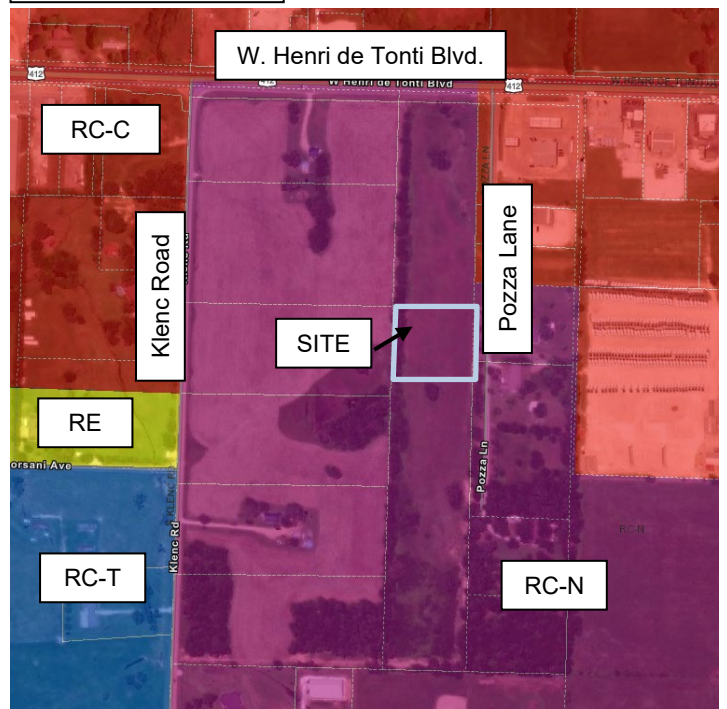 W. Henri de Tonti Blvd.
412
412
W Henri de Tonti Blvd
412
RC-C
Klenc Road
Pozza Lane
SITE
RE
Klenc Rd
Pozza Ln
RC-T
RC-N
RC-N